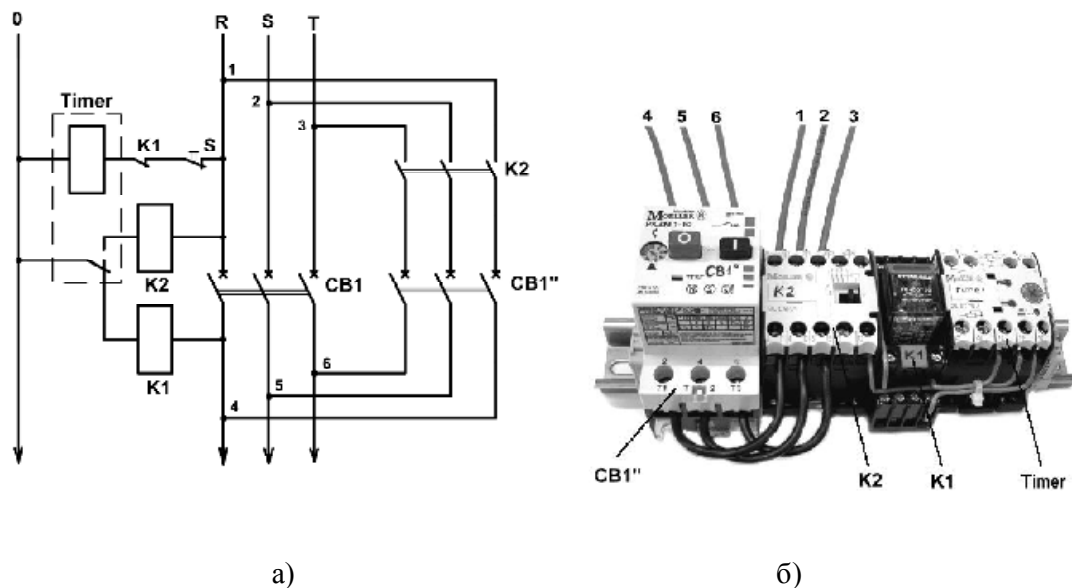 0 R S T
1
Timer
2
3
K1 S
K2
K2
CB1 CB1"
K1
6
5
4
4 5 6 1 2 3
MOELLER
CB1"
K2
K1
CB1"
K2 K1 Timer
а) б)